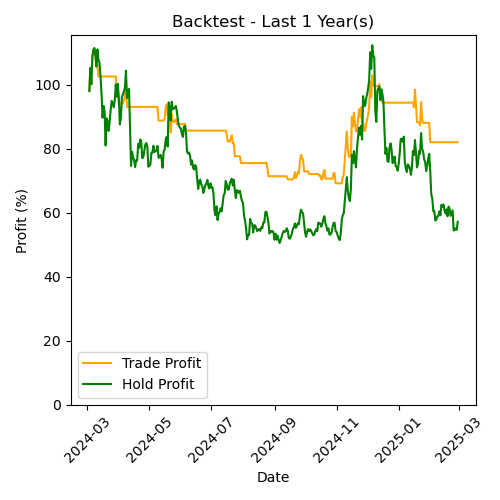 Backtest - Last 1 Year(s)
Profit (%)
100
80
60
40
20
0
Trade Profit
Hold Profit
2024-03
2024-05
2024-07
2024-09
2024-11
2025-01
2025-03
Date